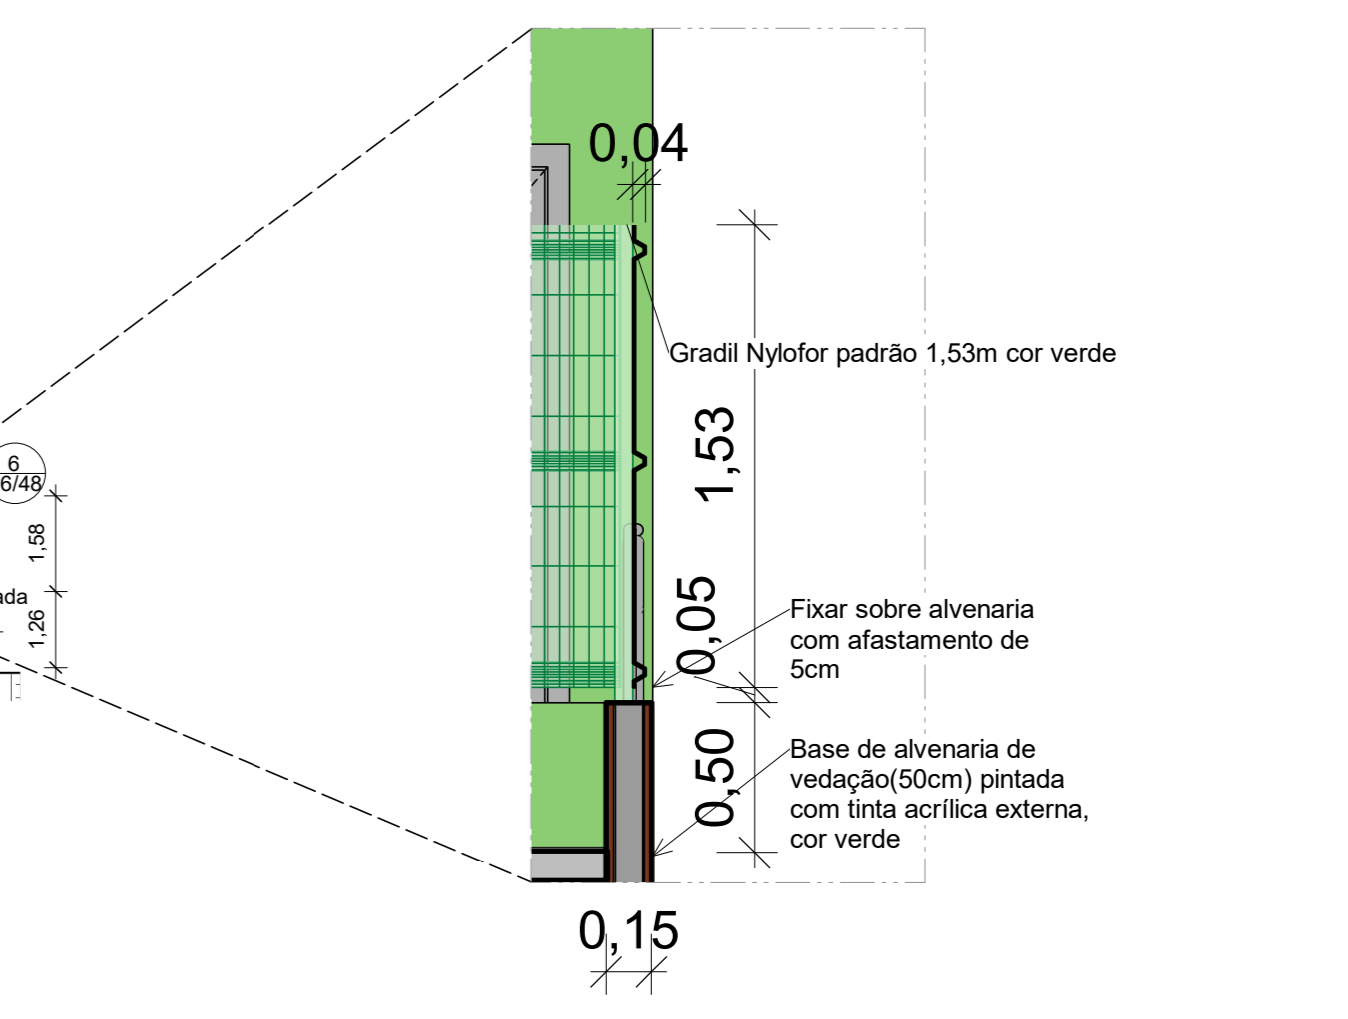 0,04
Gradil Nylofor padrão 1,53m cor verde
1,53
6
6/48
1,58
ada
1,26
0,05
Fixar sobre alvenaria
com afastamento de
5cm
0,50
Base de alvenaria de
vedação(50cm) pintada
com tinta acrílica externa,
cor verde
0,15